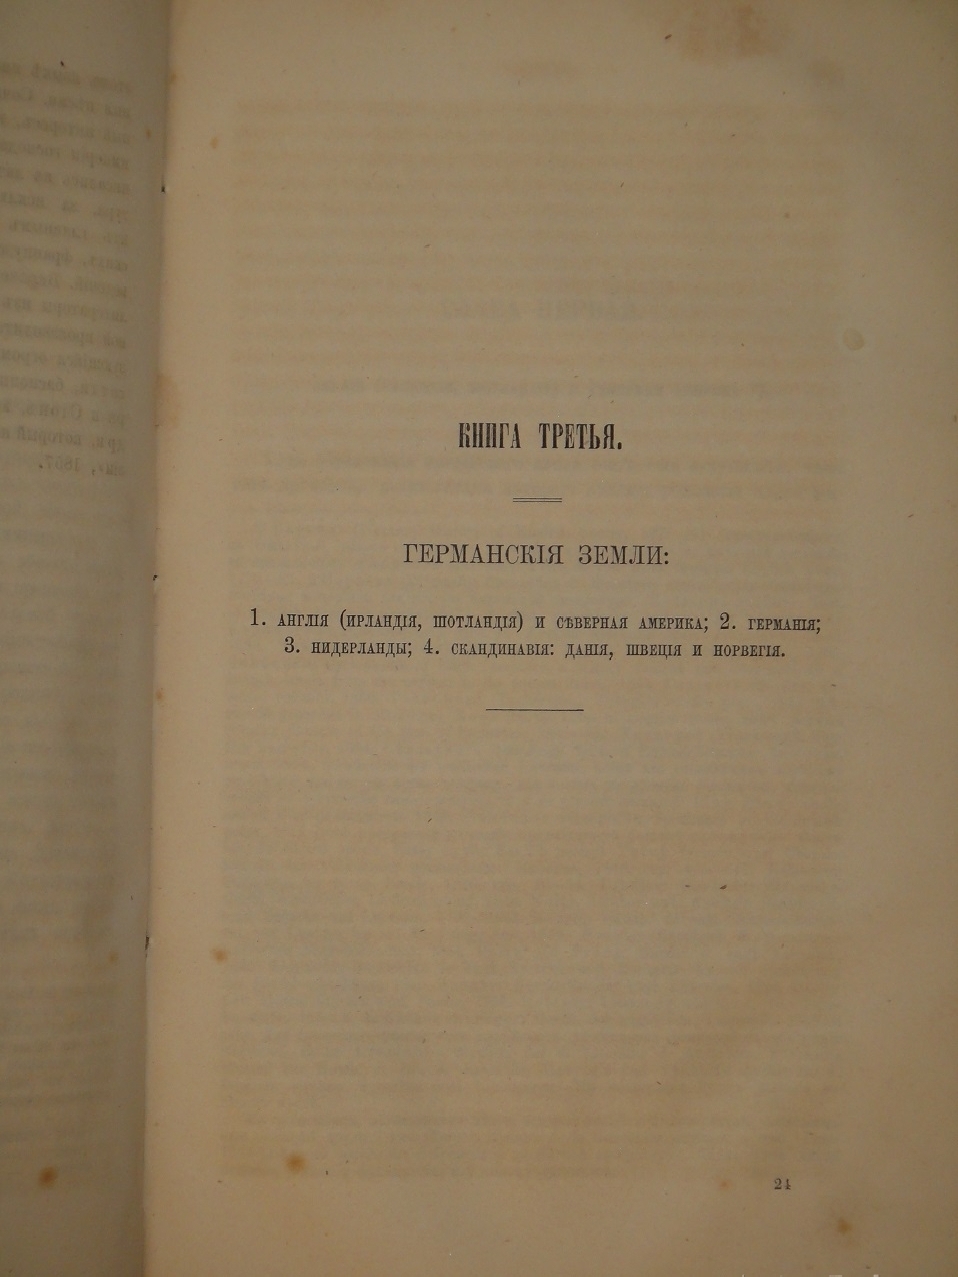 КНИГА ТРЕТЬЯ.
ГЕРМАНСКІЯ ЗЕМЛИ:
1. АНГЛІЯ (ИРЛАНДІЯ, ШОТЛАНДІЯ) И СѢВЕРНАЯ АМЕРИКА; 2. ГЕРМАНІЯ;
3. НИДЕРЛАНДЫ; 4. СКАНДИНАВІЯ: ДАНІЯ, ШВЕЦІЯ И НОРВЕГІЯ.
24